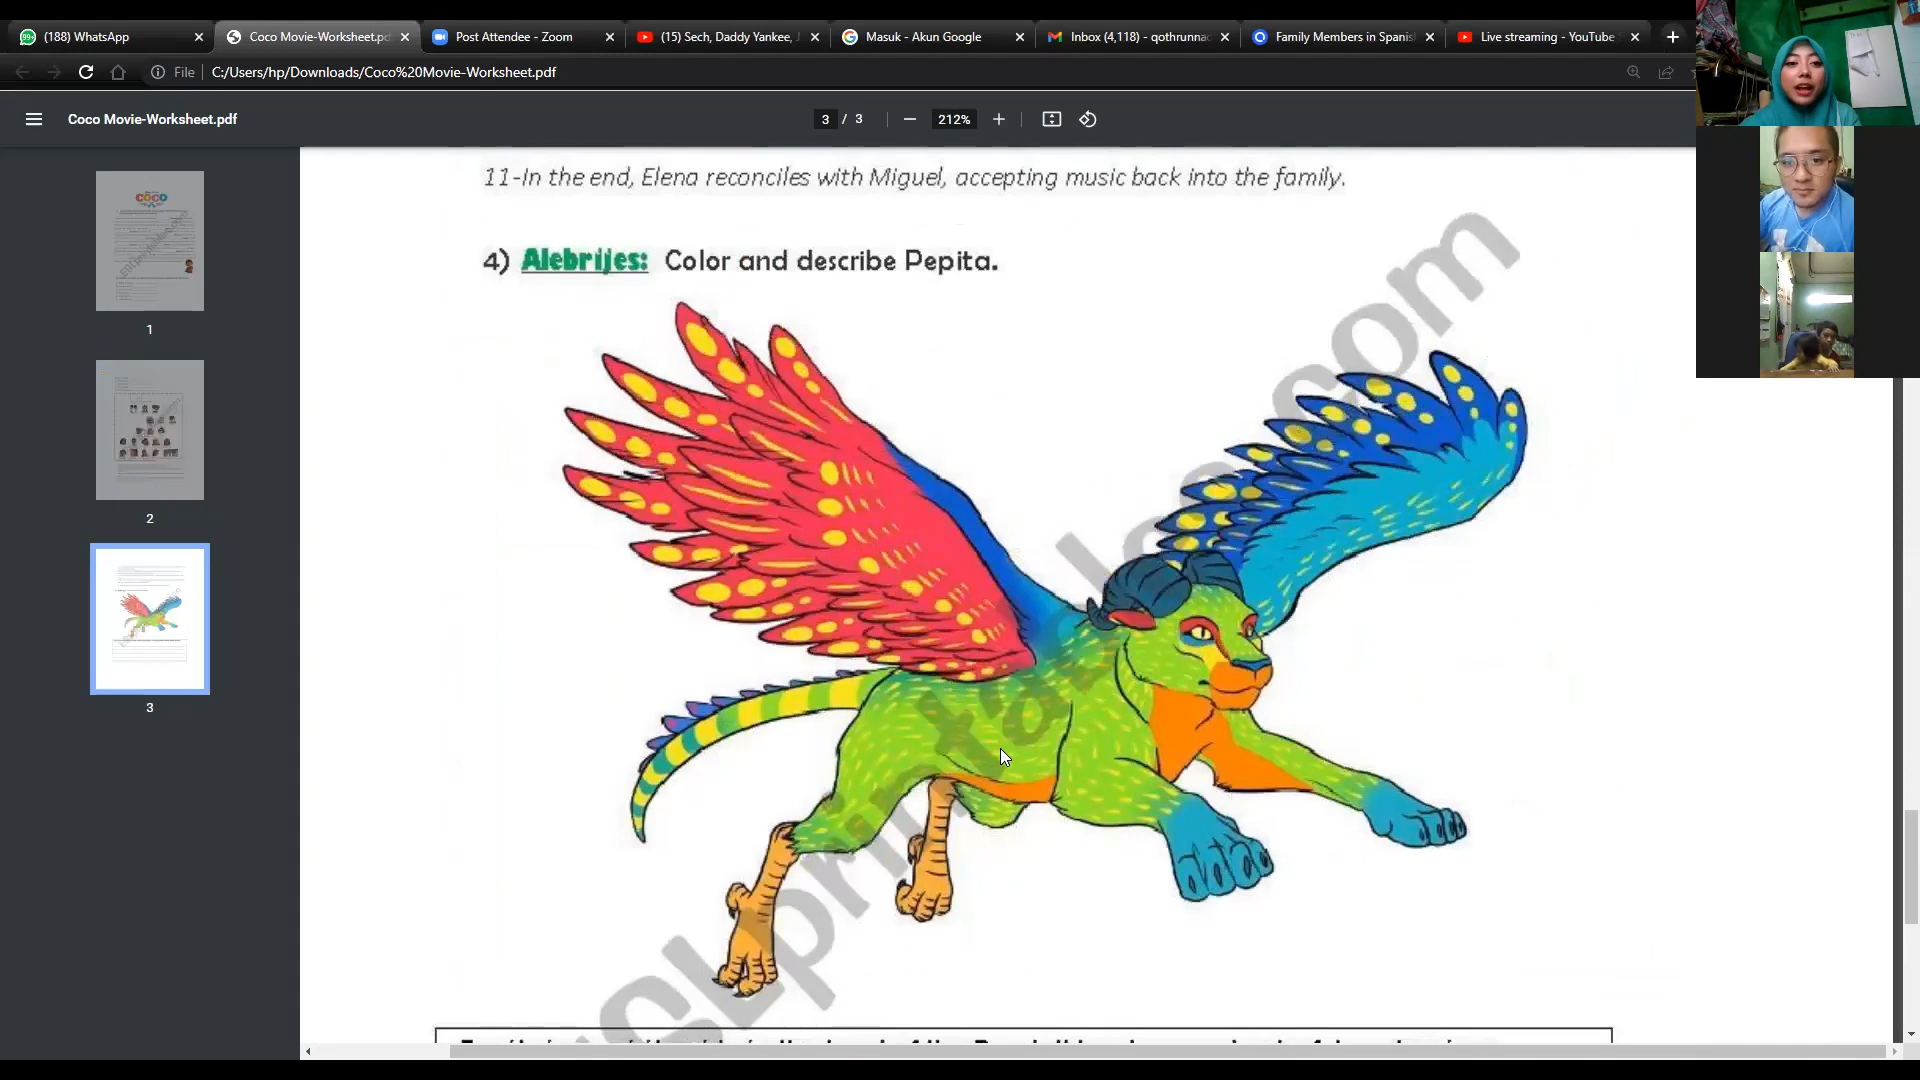 (188) WhatsApp
Coco Movie-Worksheet.pd
Post Attendee - Zoom
(15) Sech, Daddy Yankee, J
Masuk - Akun Google
Inbox (4,118) - qothrunnad
Family Members in Spanis
Live streaming - YouTube S
File
C:/Users/hp/Downloads/Coco%20Movie-Worksheet.pdf
Coco Movie-Worksheet.pdf
3 / 3
212%
11-In the end, Elena reconciles with Miguel, accepting music back into the family.
4) Alebrijes: Color and describe Pepita.
COCO
1
2
3